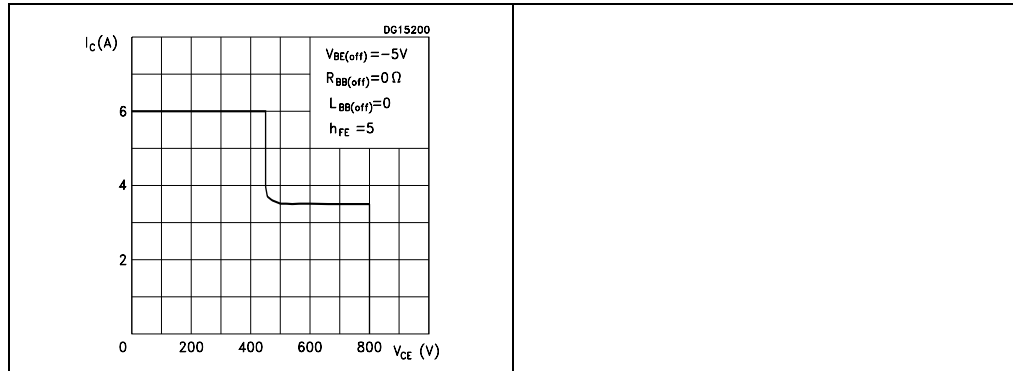 DG15200
I_C(A)
V_BE(off) =-5V
R_BB(off)=0 Ω
L_BB(off)=0
h_FE =5
6
4
2
0 200 400 600 800 V_CE (V)